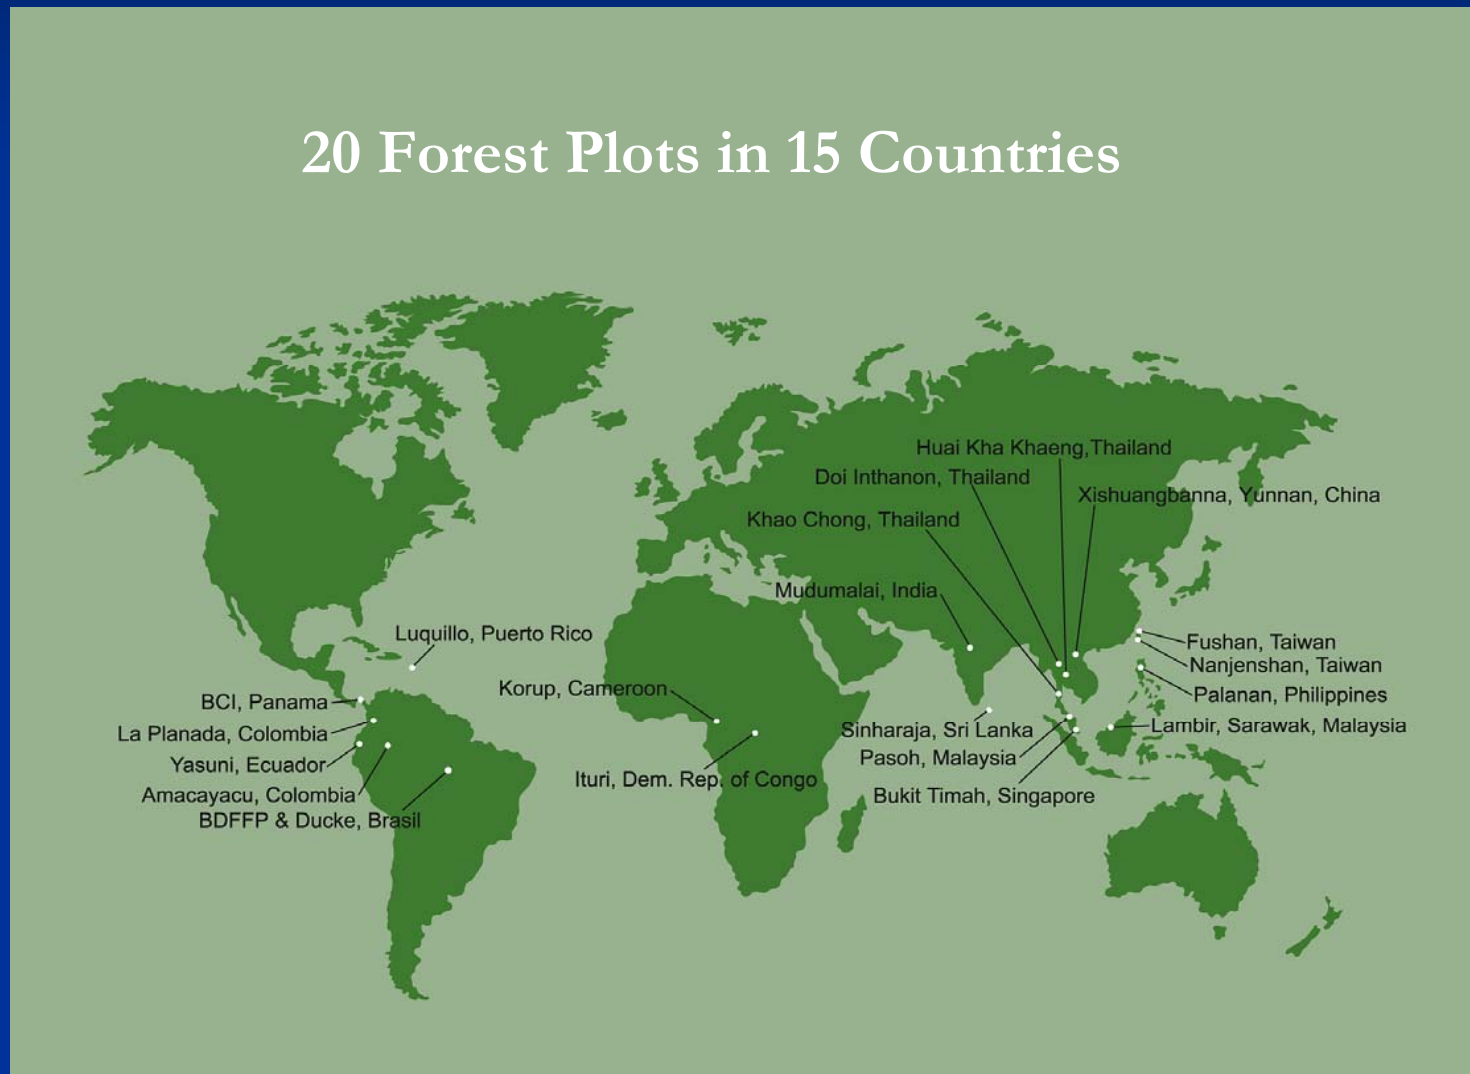 20 Forest Plots in 15 Countries
Huai Kha Khaeng,Thailand
Doi Inthanon, Thailand
Xishuangbanna, Yunnan, China
Khao Chong, Thailand
Mudumalai, India
Luquillo, Puerto Rico
Fushan, Taiwan
Nanjenshan, Taiwan
Korup, Cameroon
Palanan, Philippines
BCI, Panama
Lambir, Sarawak, Malaysia
La Planada, Colombia
Sinharaja, Sri Lanka
Pasoh, Malaysia
Yasuni, Ecuador
Ituri, Dem. Rep. of Congo
Amacayacu, Colombia
Bukit Timah, Singapore
BDFFP & Ducke, Brasil